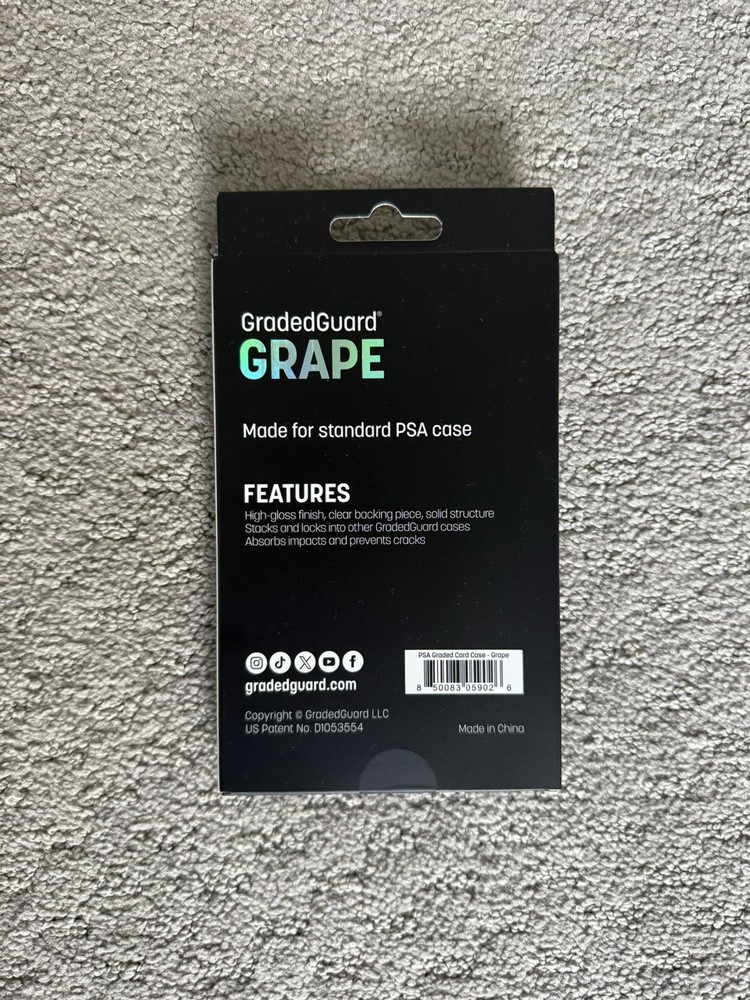 GradedGuard®
GRAPE
Made for standard PSA case
FEATURES
High-gloss finish, clear backing piece, solid structure
Stacks and locks into other GradedGuard cases
Absorbs impacts and prevents cracks
gradedguard.com
PSA Graded Card Case - Grape
8 50083 05902 6
Copyright © GradedGuard LLC
US Patent No. D1053554
Made in China